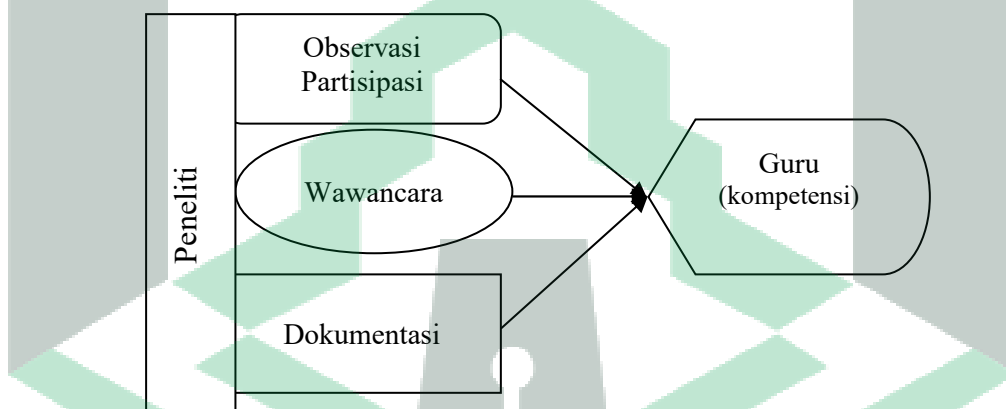 Peneliti
Observasi
Partisipasi
Wawancara
Dokumentasi
Guru
(kompetensi)